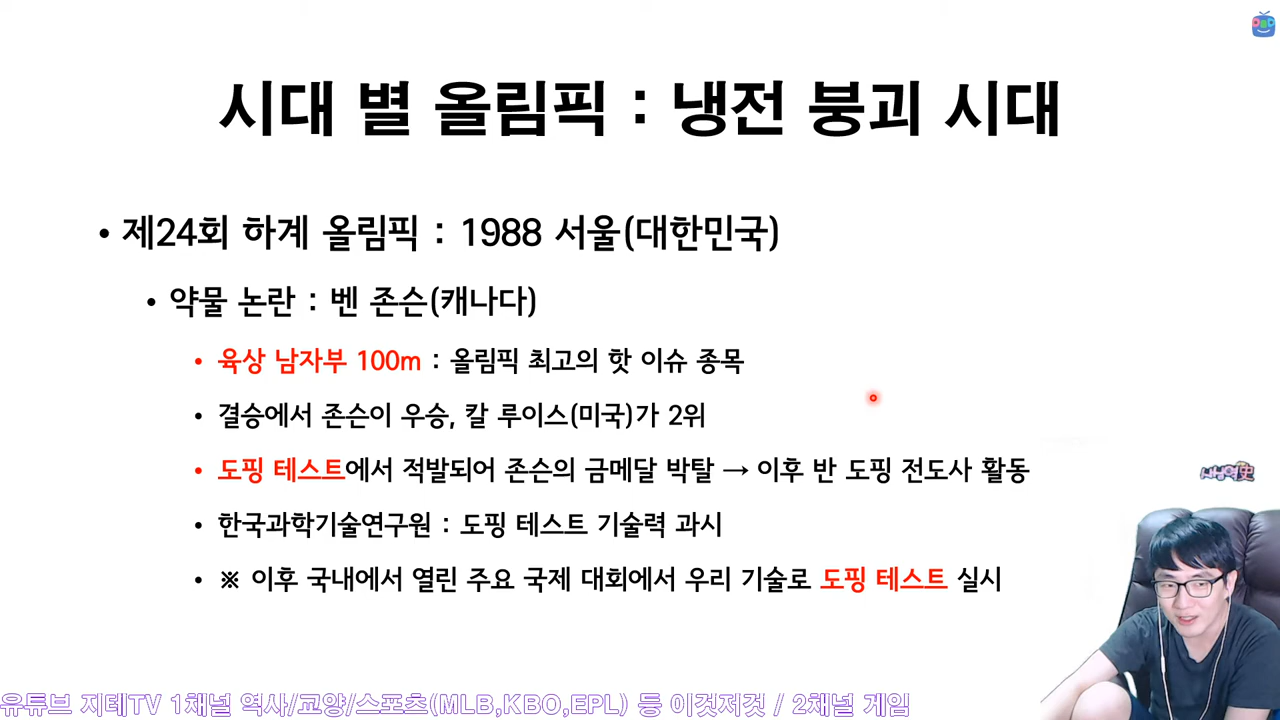 시대 별 올림픽 : 냉전 붕괴 시대
• 제24회 하계 올림픽 : 1988 서울(대한민국)
• 약물 논란 : 벤 존슨(캐나다)
• 육상 남자부 100m : 올림픽 최고의 핫 이슈 종목
• 결승에서 존슨이 우승, 칼 루이스(미국)가 2위
• 도핑 테스트에서 적발되어 존슨의 금메달 박탈 → 이후 반 도핑 전도사 활동
• 한국과학기술연구원 : 도핑 테스트 기술력 과시
• ※ 이후 국내에서 열린 주요 국제 대회에서 우리 기술로 도핑 테스트 실시
유튜브 지테TV 1채널 역사/교양/스포츠(MLB,KBO,EPL) 등 이것저것 / 2채널 게임